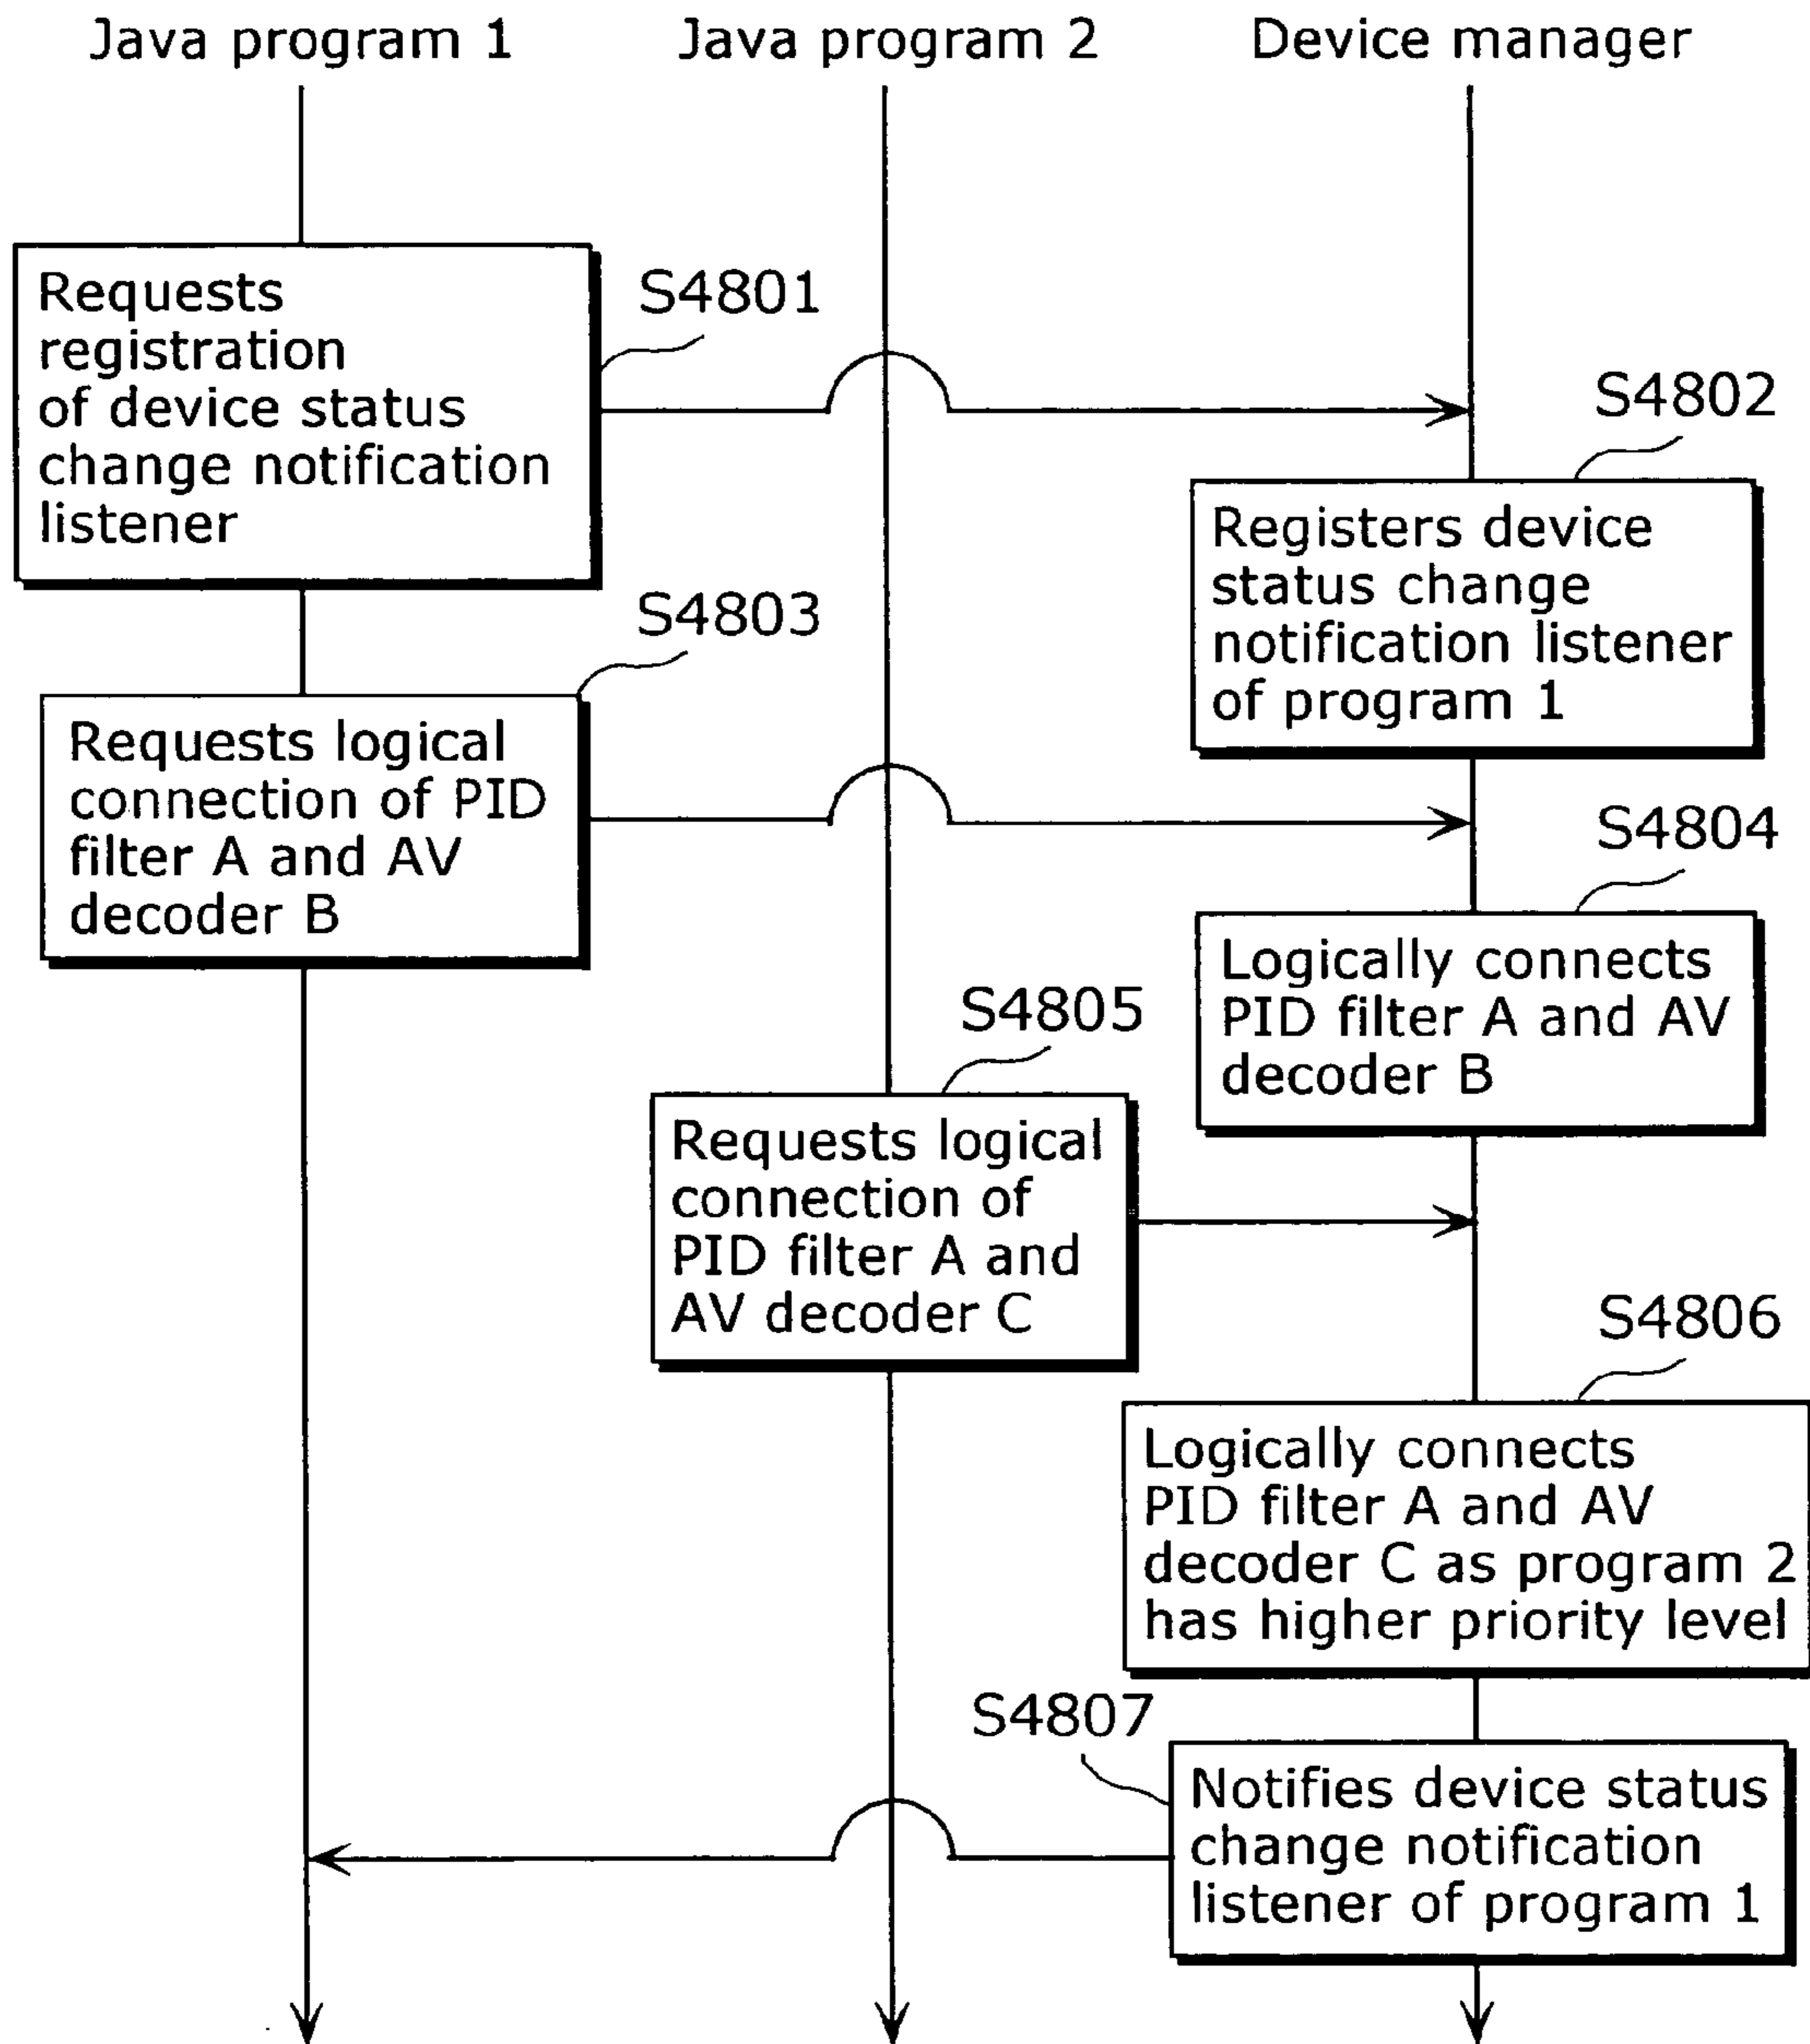 Java program 1
Java program 2
Device manager
Requests
registration
of device status
change notification
listener
S4801
S4802
Registers device
status change
notification listener
of program 1
S4803
Requests logical
connection of PID
filter A and AV
decoder B
S4804
Logically connects
PID filter A and AV
decoder B
S4805
Requests logical
connection of
PID filter A and
AV decoder C
S4806
Logically connects
PID filter A and AV
decoder C as program 2
has higher priority level
S4807
Notifies device status
change notification
listener of program 1